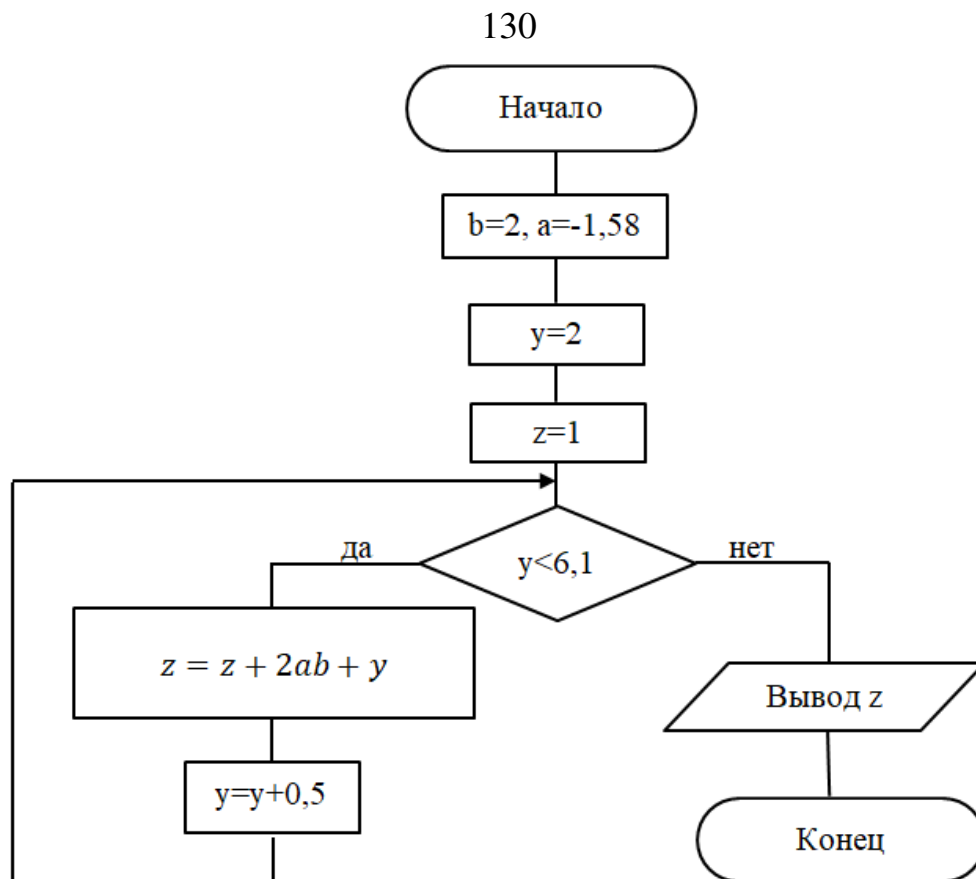 130
Начало
b=2, a=-1,58
y=2
z=1
да
y<6,1
нет
z = z + 2ab + y
Вывод z
y=y+0,5
Конец